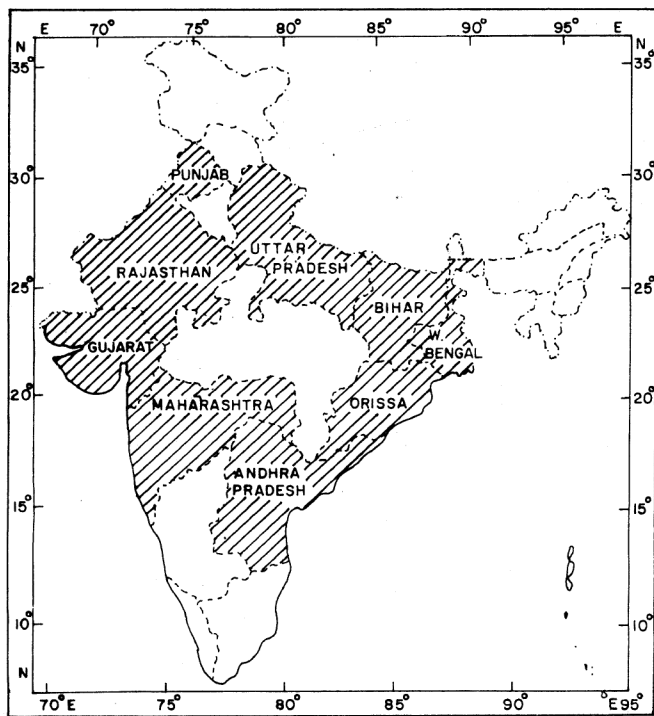 E 70° 75° 80° 85° 90° 95° E
N N
35° 35°
PUNJAB
30° 30°
UTTAR
PRADESH
RAJASTHAN
25° 25°
BIHAR
W
GUJARAT
BENGAL
20° 20°
MAHARASHTRA
ORISSA
ANDHRA
PRADESH
15° 15°
10° 10°
N N
70° E 75° 80° 85° 90° E 95°